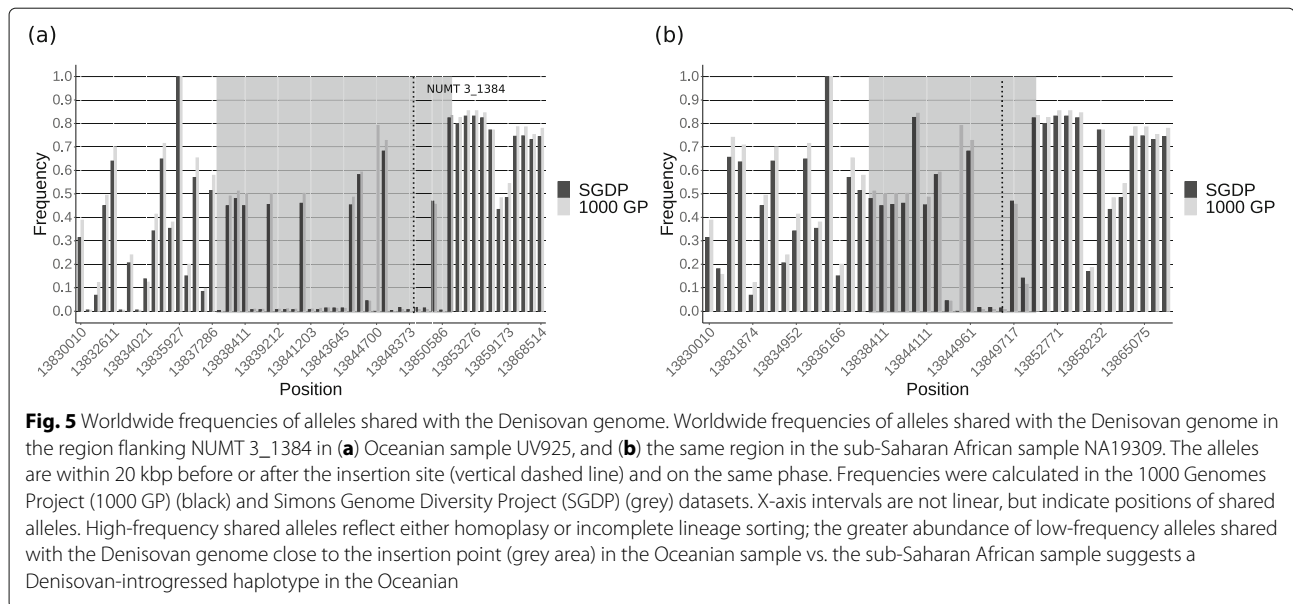 (a)
1.0
0.9
0.8
0.7
0.6
0.5
0.4
0.3
0.2
0.1
0.0
Frequency
NUMT 3_1384
13830010
13832611
13834021
13835927
13837286
13838411
13839212
13841203
13843645
13844700
13848373
13850586
13853276
13859173
13868514
Position
SGDP
1000 GP
(b)
1.0
0.9
0.8
0.7
0.6
0.5
0.4
0.3
0.2
0.1
0.0
Frequency
13830010
13831874
13834952
13836166
13838411
13844111
13844961
13849717
13852771
13858232
13865075
Position
SGDP
1000 GP
Fig. 5 Worldwide frequencies of alleles shared with the Denisovan genome. Worldwide frequencies of alleles shared with the Denisovan genome in
the region flanking NUMT 3_1384 in (a) Oceanian sample UV925, and (b) the same region in the sub-Saharan African sample NA19309. The alleles
are within 20 kbp before or after the insertion site (vertical dashed line) and on the same phase. Frequencies were calculated in the 1000 Genomes
Project (1000 GP) (black) and Simons Genome Diversity Project (SGDP) (grey) datasets. X-axis intervals are not linear, but indicate positions of shared
alleles. High-frequency shared alleles reflect either homoplasy or incomplete lineage sorting; the greater abundance of low-frequency alleles shared
with the Denisovan genome close to the insertion point (grey area) in the Oceanian sample vs. the sub-Saharan African sample suggests a
Denisovan-introgressed haplotype in the Oceanian